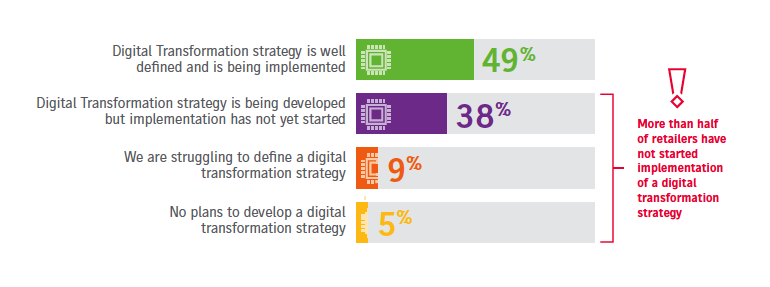 Digital Transformation strategy is well
defined and is being implemented
49%
Digital Transformation strategy is being developed
but implementation has not yet started
38%
We are struggling to define a digital
transformation strategy
9%
No plans to develop a digital
transformation strategy
5%
More than half
of retailers have
not started
implementation
of a digital
transformation
strategy